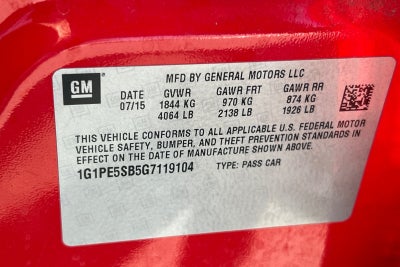 GM
MFD BY GENERAL MOTORS LLC
DATE GVWR GAWR FRT GAWR RR
07/15 1844 KG 970 KG 874 KG
4064 LB 2138 LB 1926 LB
THIS VEHICLE CONFORMS TO ALL APPLICABLE U.S. FEDERAL MOTOR
VEHICLE SAFETY, BUMPER, AND THEFT PREVENTION STANDARDS IN
EFFECT ON THE DATE OF MANUFACTURE SHOWN ABOVE.
1G1PE5SB5G7119104 TYPE: PASS CAR